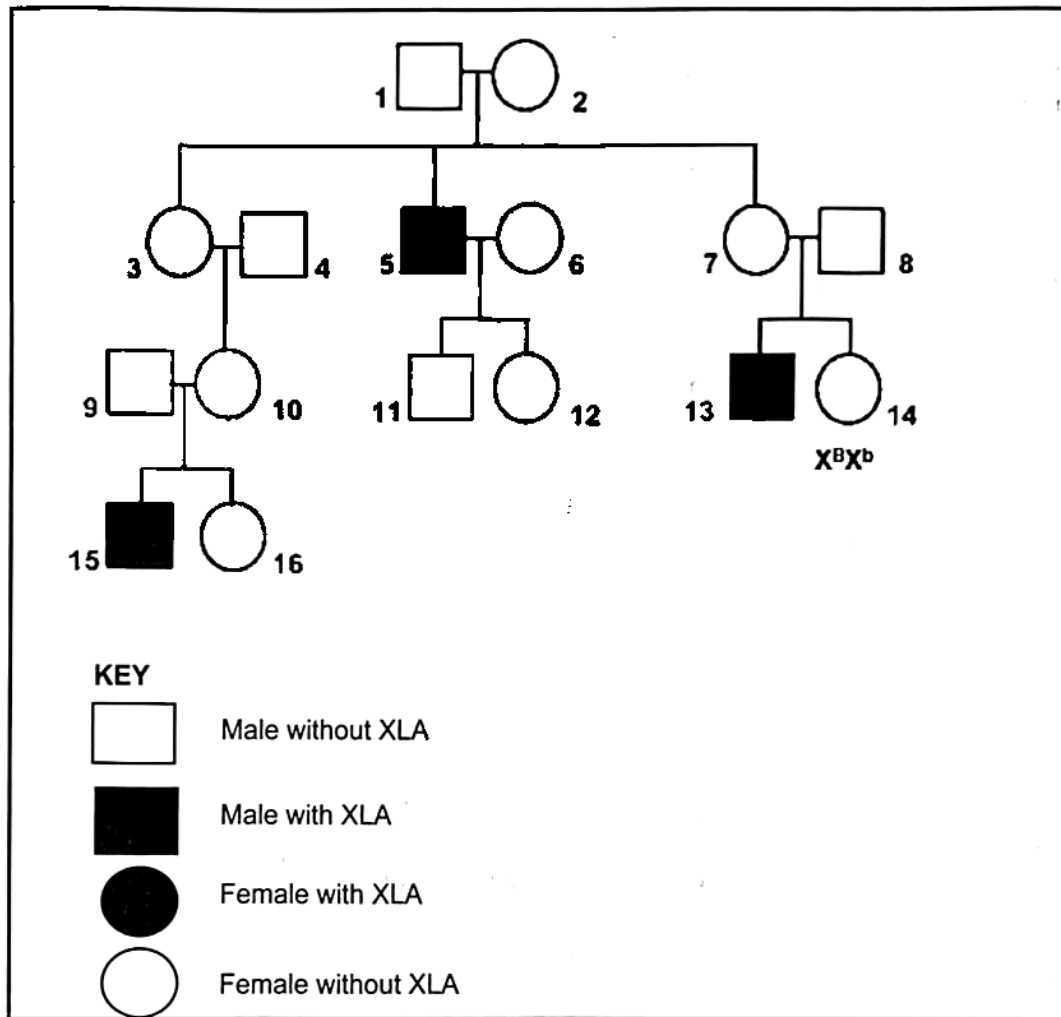 1 2
3 4 5 6 7 8
9 10 11 12 13 14
XᴮXᵇ
15 16
KEY
Male without XLA
Male with XLA
Female with XLA
Female without XLA